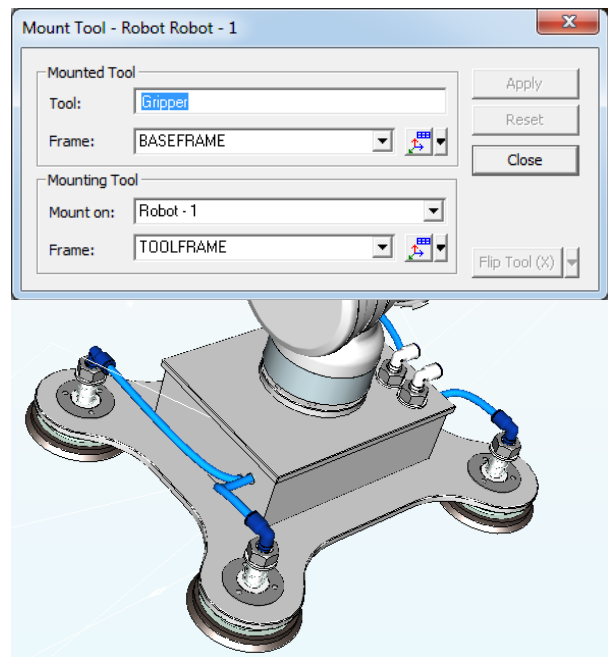 Mount Tool - Robot Robot - 1
Mounted Tool
Tool: Gripper
Frame: BASEFRAME
Mounting Tool
Mount on: Robot - 1
Frame: TOOLFRAME
Apply
Reset
Close
Flip Tool (X)